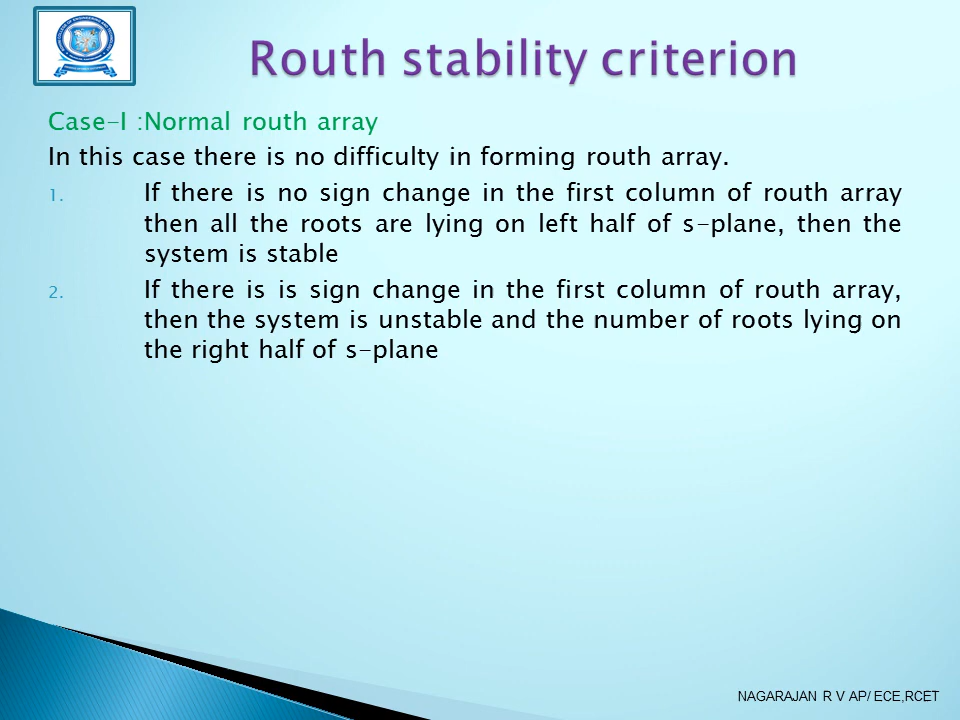 Routh stability criterion
Case-I :Normal routh array
In this case there is no difficulty in forming routh array.
1. If there is no sign change in the first column of routh array
then all the roots are lying on left half of s-plane, then the
system is stable
2. If there is is sign change in the first column of routh array,
then the system is unstable and the number of roots lying on
the right half of s-plane
NAGARAJAN R V AP/ ECE,RCET